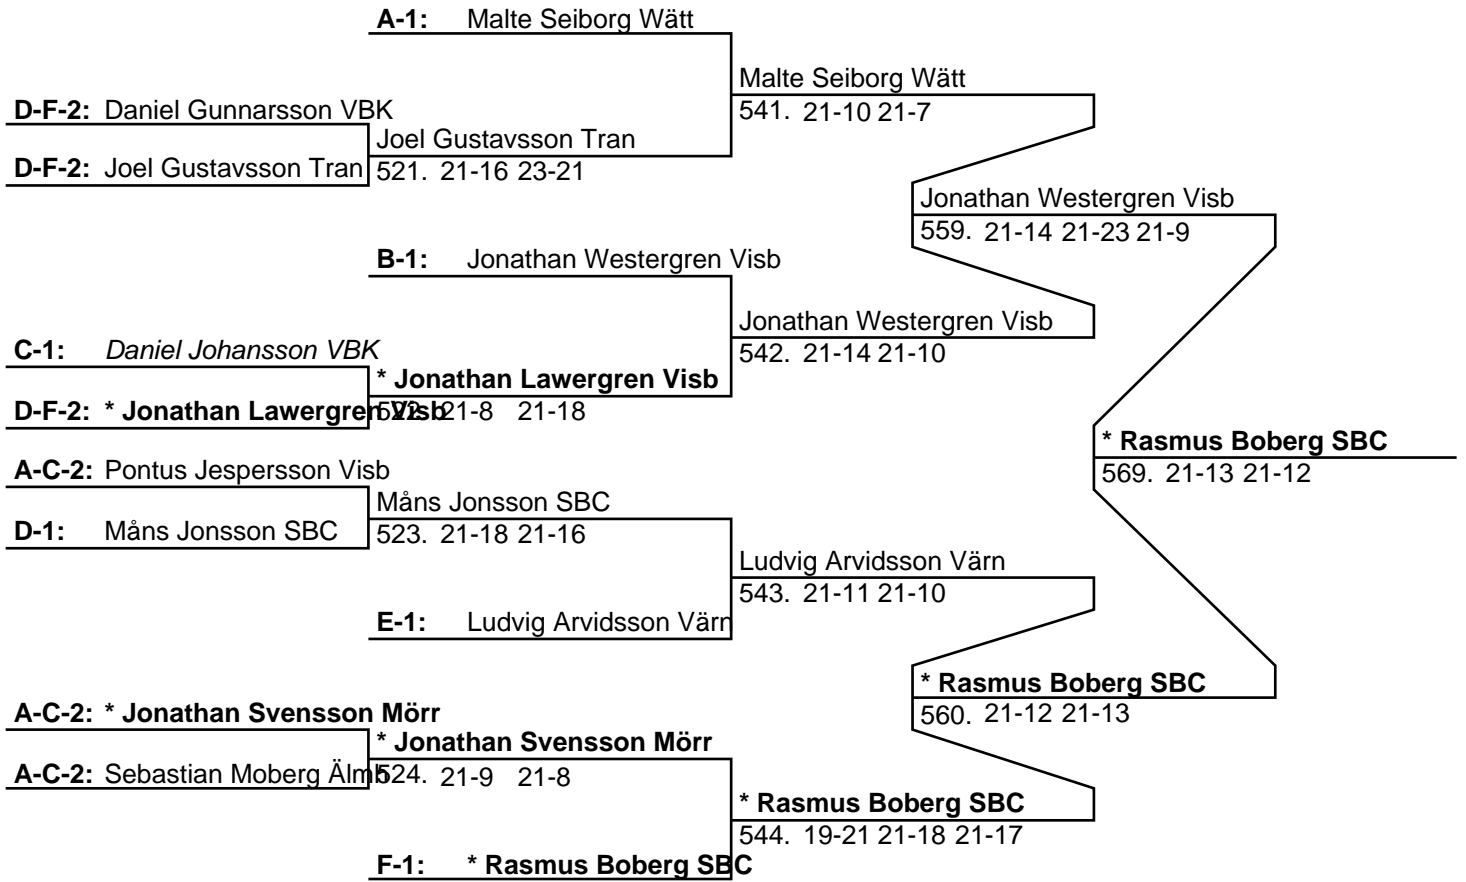 A-1: Malte Seiborg Wätt
Malte Seiborg Wätt
D-F-2: Daniel Gunnarsson VBK
541. 21-10 21-7
Joel Gustavsson Tran
D-F-2: Joel Gustavsson Tran
521. 21-16 23-21
Jonathan Westergren Visb
559. 21-14 21-23 21-9
B-1: Jonathan Westergren Visb
Jonathan Westergren Visb
C-1: Daniel Johansson VBK
542. 21-14 21-10
* Jonathan Lawergren Visb
D-F-2: * Jonathan Lawergren Visb
522. 21-8 21-18
* Rasmus Boberg SBC
A-C-2: Pontus Jespersson Visb
569. 21-13 21-12
Måns Jonsson SBC
D-1: Måns Jonsson SBC
523. 21-18 21-16
Ludvig Arvidsson Värn
543. 21-11 21-10
E-1: Ludvig Arvidsson Värn
* Rasmus Boberg SBC
A-C-2: * Jonathan Svensson Mörr
560. 21-12 21-13
* Jonathan Svensson Mörr
A-C-2: Sebastian Moberg Älmh
524. 21-9 21-8
* Rasmus Boberg SBC
544. 19-21 21-18 21-17
F-1: * Rasmus Boberg SBC